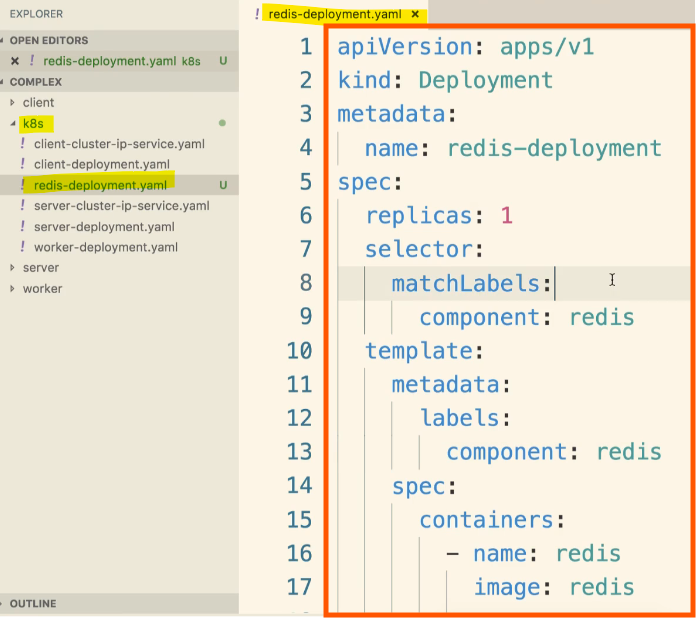 EXPLORER
OPEN EDITORS
× ! redis-deployment.yaml k8s U
COMPLEX
client
k8s
! client-cluster-ip-service.yaml
! client-deployment.yaml
! redis-deployment.yaml U
! server-cluster-ip-service.yaml
! server-deployment.yaml
! worker-deployment.yaml
server
worker
OUTLINE
! redis-deployment.yaml ×
1 apiVersion: apps/v1
2 kind: Deployment
3 metadata:
4   name: redis-deployment
5 spec:
6   replicas: 1
7   selector:
8     matchLabels:
9       component: redis
10   template:
11     metadata:
12       labels:
13         component: redis
14     spec:
15       containers:
16         - name: redis
17           image: redis